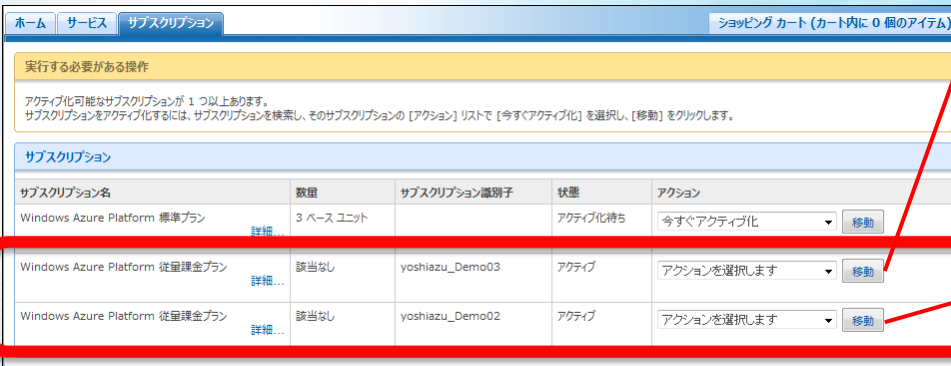 ホーム サービス サブスクリプション ショッピング カート (カート内に 0 個のアイテム)
実行する必要がある操作
アクティブ化可能なサブスクリプションが 1 つ以上あります。
サブスクリプションをアクティブ化するには、サブスクリプションを検索し、そのサブスクリプションの [アクション] リストで [今すぐアクティブ化] を選択し、[移動] をクリックします。
サブスクリプション
サブスクリプション名 数量 サブスクリプション識別子 状態 アクション
Windows Azure Platform 標準プラン 3 ベース ユニット アクティブ化待ち 今すぐアクティブ化 移動
詳細...
Windows Azure Platform 従量課金プラン 該当なし yoshiazu_Demo03 アクティブ アクションを選択します 移動
詳細...
Windows Azure Platform 従量課金プラン 該当なし yoshiazu_Demo02 アクティブ アクションを選択します 移動
詳細...